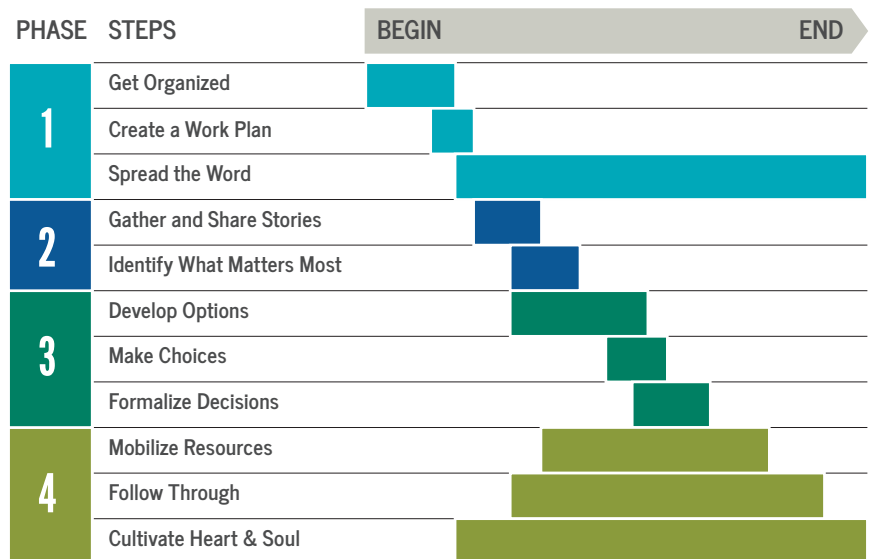 PHASE STEPS BEGIN END
1
Get Organized
Create a Work Plan
Spread the Word
2
Gather and Share Stories
Identify What Matters Most
3
Develop Options
Make Choices
Formalize Decisions
4
Mobilize Resources
Follow Through
Cultivate Heart & Soul